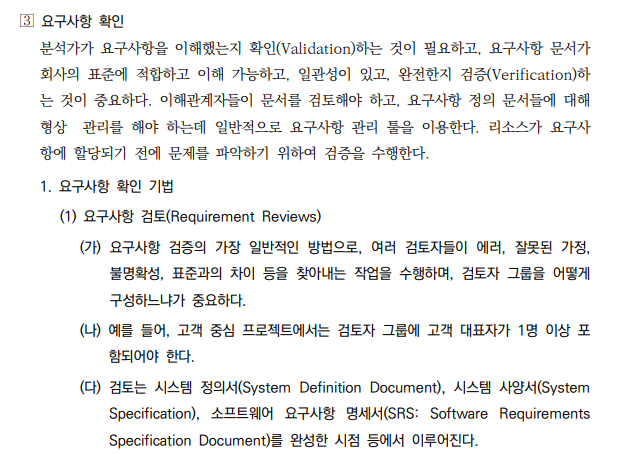 3 요구사항 확인
분석가가 요구사항을 이해했는지 확인(Validation)하는 것이 필요하고, 요구사항 문서가
회사의 표준에 적합하고 이해 가능하고, 일관성이 있고, 완전한지 검증(Verification)하
는 것이 중요하다. 이해관계자들이 문서를 검토해야 하고, 요구사항 정의 문서들에 대해
형상 관리를 해야 하는데 일반적으로 요구사항 관리 툴을 이용한다. 리소스가 요구사
항에 할당되기 전에 문제를 파악하기 위하여 검증을 수행한다.
1. 요구사항 확인 기법
(1) 요구사항 검토(Requirement Reviews)
(가) 요구사항 검증의 가장 일반적인 방법으로, 여러 검토자들이 에러, 잘못된 가정,
불명확성, 표준과의 차이 등을 찾아내는 작업을 수행하며, 검토자 그룹을 어떻게
구성하느냐가 중요하다.
(나) 예를 들어, 고객 중심 프로젝트에서는 검토자 그룹에 고객 대표자가 1명 이상 포
함되어야 한다.
(다) 검토는 시스템 정의서(System Definition Document), 시스템 사양서(System
Specification), 소프트웨어 요구사항 명세서(SRS: Software Requirements
Specification Document)를 완성한 시점 등에서 이루어진다.